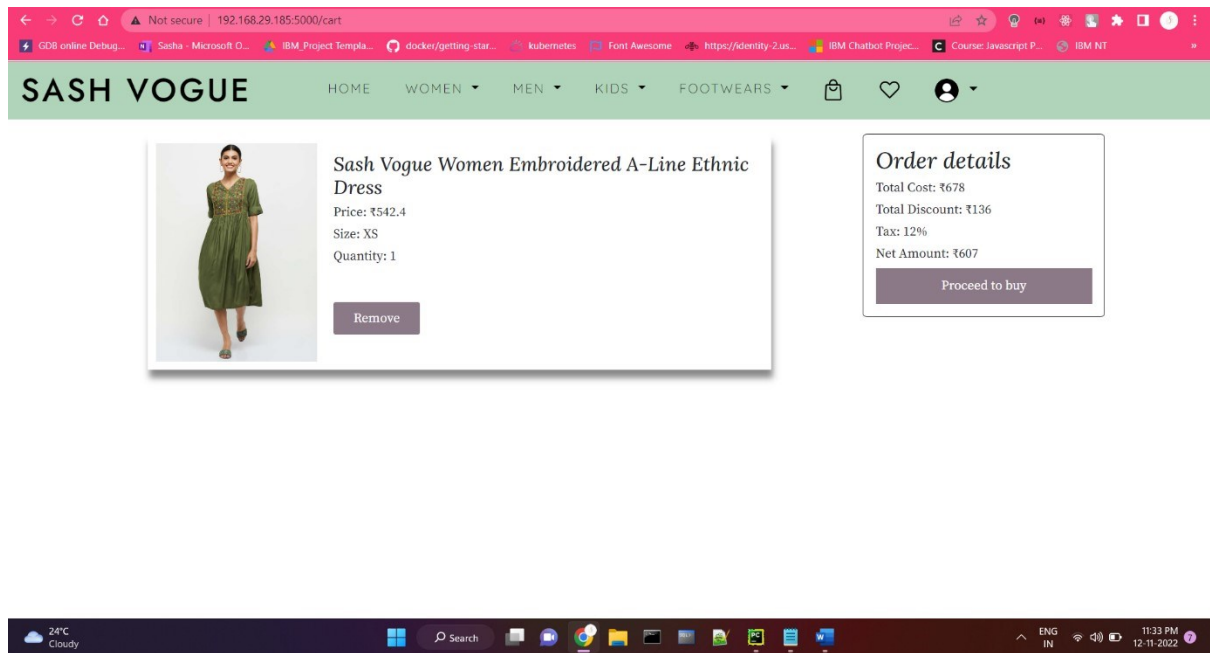 Not secure | 192.168.29.185:5000/cart
GDB online Debug... Sasha - Microsoft O... IBM_Project Templa... docker/getting-star... kubernetes Font Awesome https://identity-2.us... IBM Chatbot Projec... Course: Javascript P... IBM NT »
SASH VOGUE HOME WOMEN MEN KIDS FOOTWEARS
Sash Vogue Women Embroidered A-Line Ethnic
Dress
Price: ₹542.4
Size: XS
Quantity: 1
Remove
Order details
Total Cost: ₹678
Total Discount: ₹136
Tax: 12%
Net Amount: ₹607
Proceed to buy
24°C
Cloudy
Search
ENG
IN
11:33 PM
12-11-2022
7